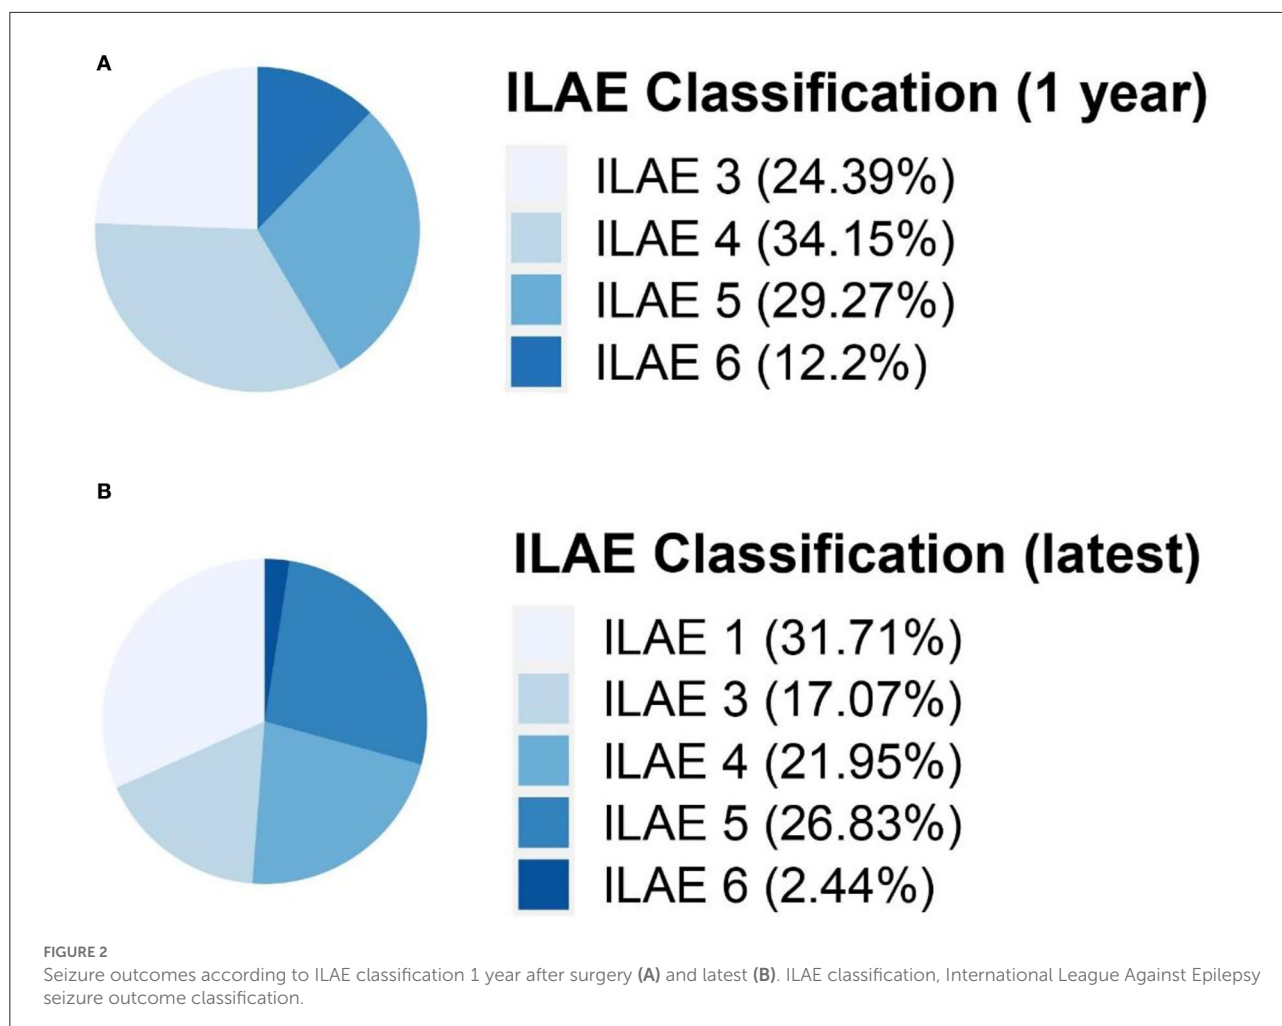 A
ILAE Classification (1 year)
ILAE 3 (24.39%)
ILAE 4 (34.15%)
ILAE 5 (29.27%)
ILAE 6 (12.2%)
B
ILAE Classification (latest)
ILAE 1 (31.71%)
ILAE 3 (17.07%)
ILAE 4 (21.95%)
ILAE 5 (26.83%)
ILAE 6 (2.44%)
FIGURE 2
Seizure outcomes according to ILAE classification 1 year after surgery (A) and latest (B). ILAE classification, International League Against Epilepsy
seizure outcome classification.